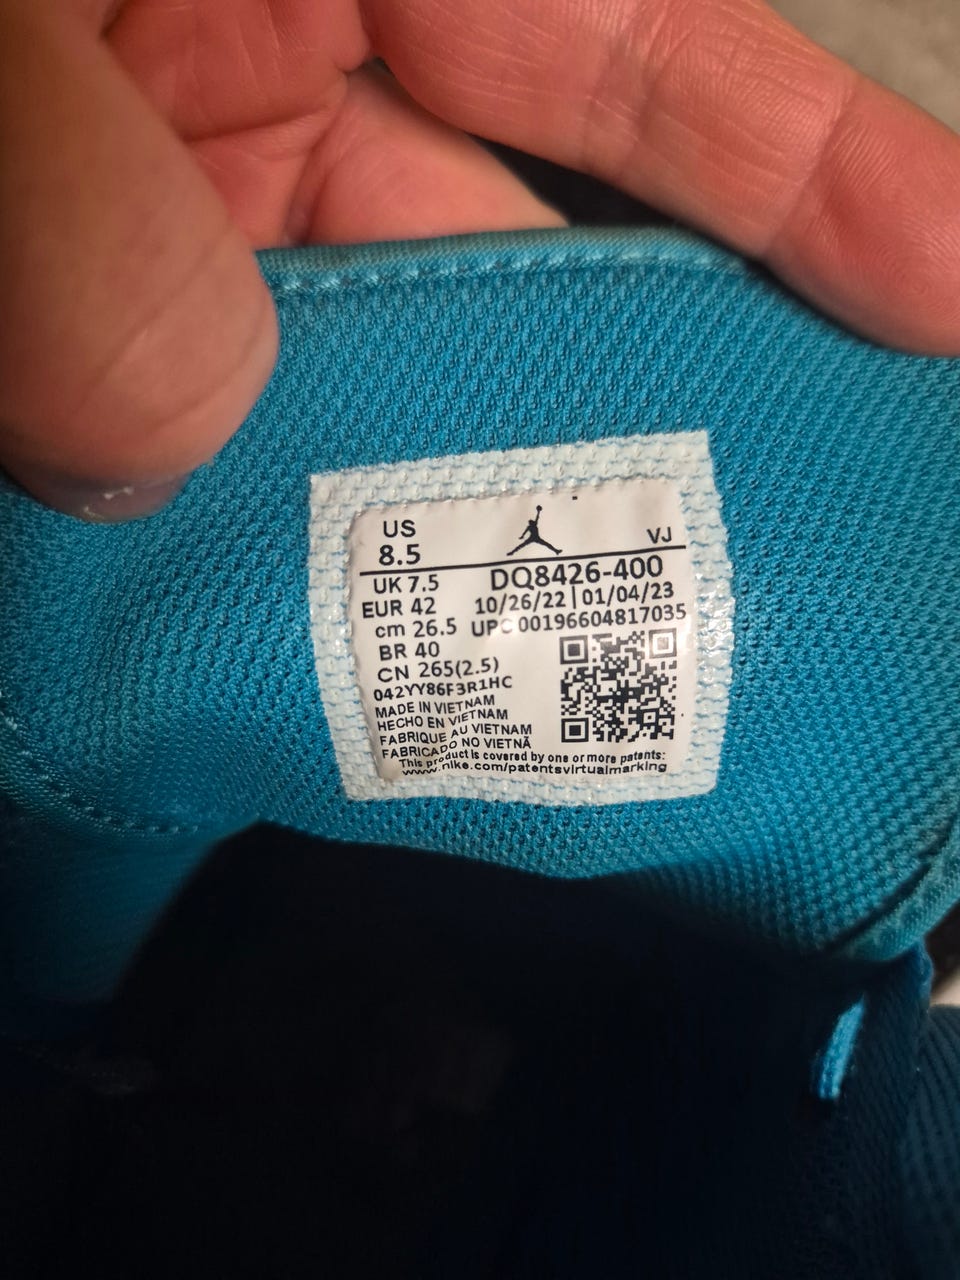 US
8.5
VJ
UK 7.5
DQ8426-400
EUR 42
10/26/22|01/04/23
cm 26.5
UPC 00196604817035
BR 40
CN 265(2.5)
042YY86F3R1HC
MADE IN VIETNAM
HECHO EN VIETNAM
FABRIQUE AU VIETNAM
FABRICADO NO VIETNÃ
This product is covered by one or more patents:
www.nike.com/patentsvirtualmarking